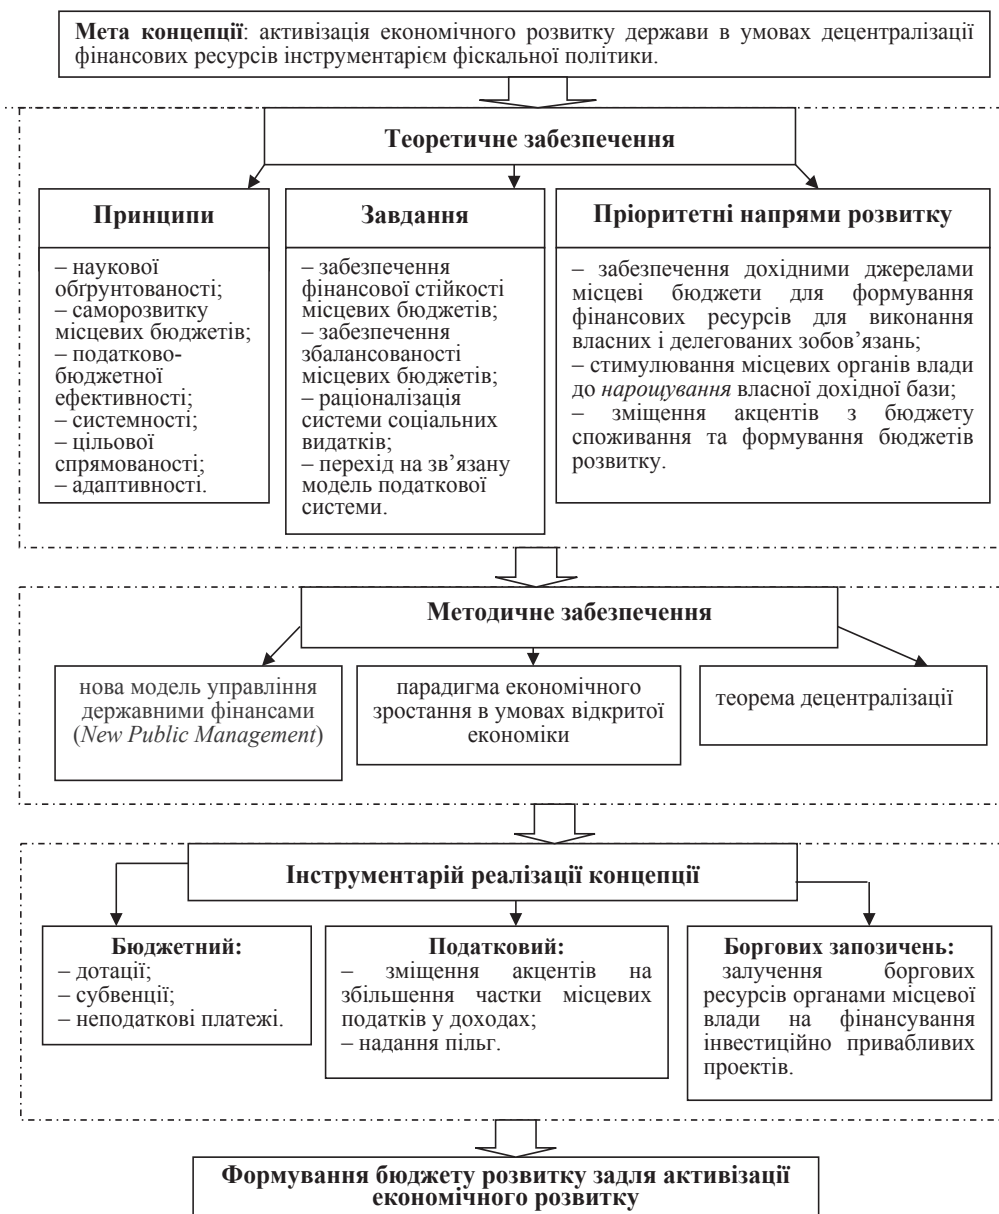 Мета концепції: активізація економічного розвитку держави в умовах децентралізації
фінансових ресурсів інструментарієм фіскальної політики.
Теоретичне забезпечення
Принципи
– наукової
обґрунтованості;
– саморозвитку
місцевих бюджетів;
– податково-
бюджетної
ефективності;
– системності;
– цільової
спрямованості;
– адаптивності.
Завдання
– забезпечення
фінансової стійкості
місцевих бюджетів;
– забезпечення
збалансованості
місцевих бюджетів;
– раціоналізація
системи соціальних
видатків;
– перехід на зв’язану
модель податкової
системи.
Пріоритетні напрями розвитку
– забезпечення дохідними джерелами
місцеві бюджети для формування
фінансових ресурсів для виконання
власних і делегованих зобов’язань;
– стимулювання місцевих органів влади
до нарощування власної дохідної бази;
– зміщення акцентів з бюджету
споживання та формування бюджетів
розвитку.
Методичне забезпечення
нова модель управління
державними фінансами
(New Public Management)
парадигма економічного
зростання в умовах відкритої
економіки
теорема децентралізації
Інструментарій реалізації концепції
Бюджетний:
– дотації;
– субвенції;
– неподаткові платежі.
Податковий:
– зміщення акцентів на
збільшення частки місцевих
податків у доходах;
– надання пільг.
Боргових запозичень:
залучення боргових
ресурсів органами місцевої
влади на фінансування
інвестиційно привабливих
проектів.
Формування бюджету розвитку задля активізації
економічного розвитку